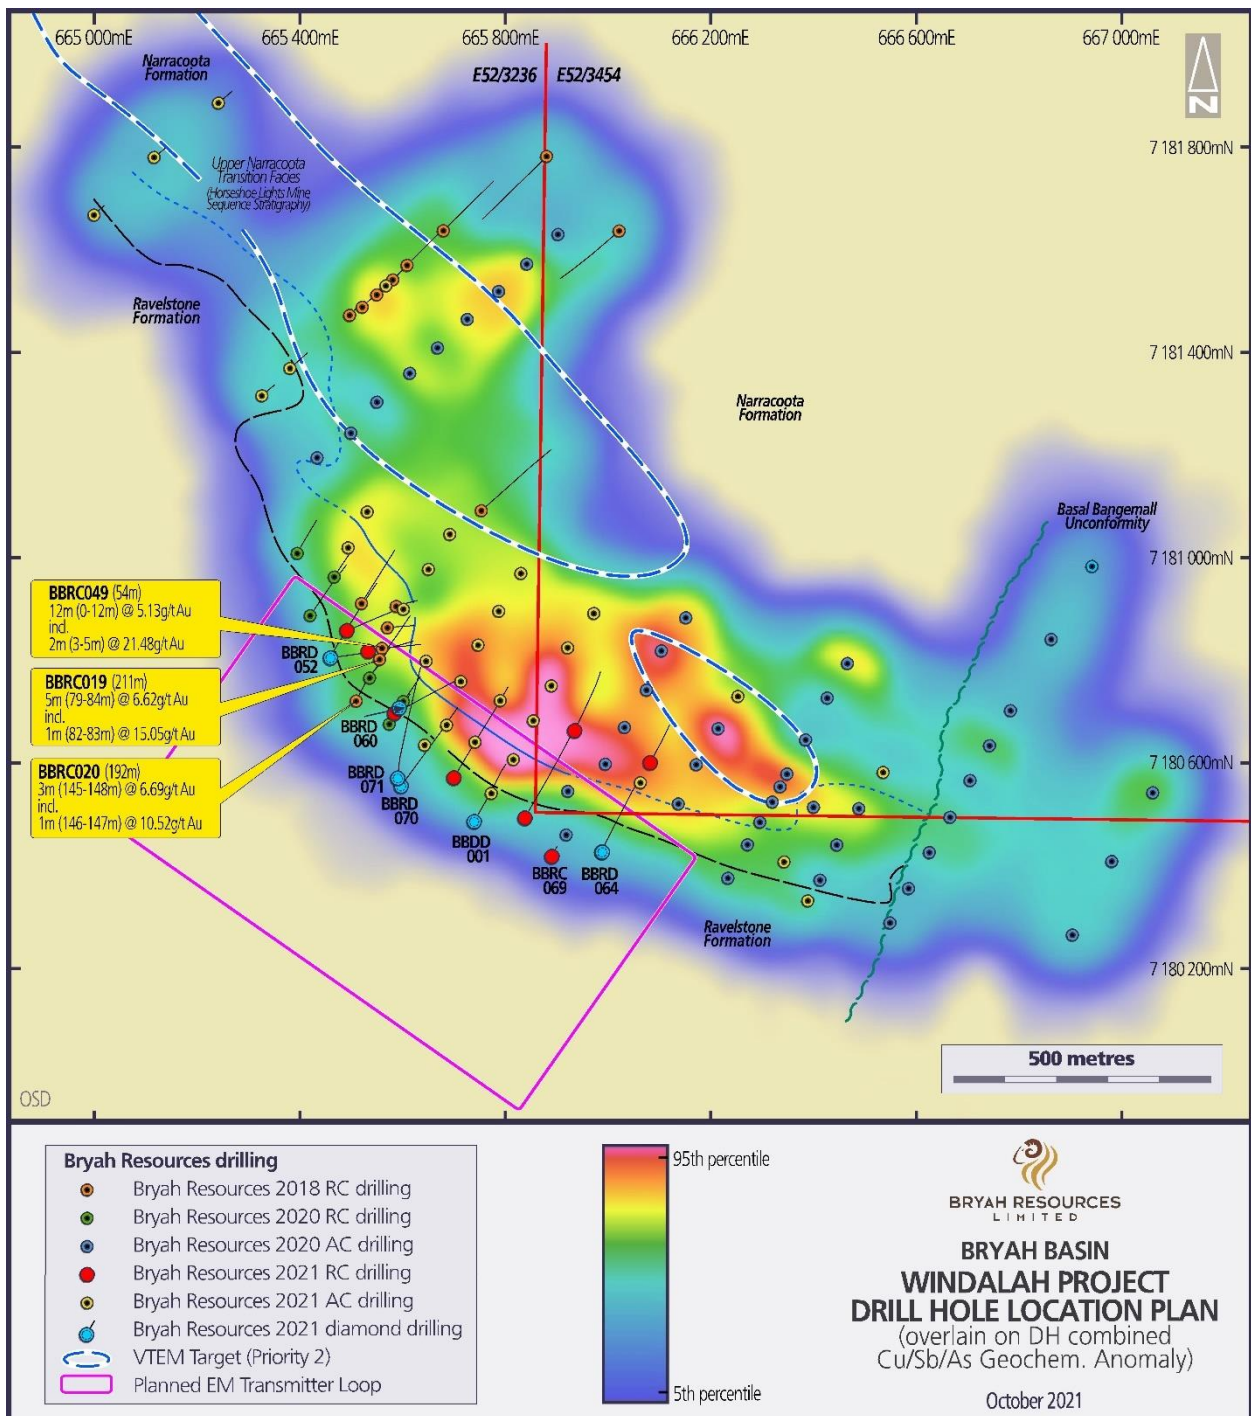 665 000mE
665 400mE
665 800mE
666 200mE
666 600mE
667 000mE
Narracoota
Formation
E52/3236
E52/3454
N
7 181 800mN
Upper Narracoota
Transition Facies
(Horseshoe Lights Mine
Sequence Stratigraphy)
Ravelstone
Formation
7 181 400mN
Narracoota
Formation
Basal Bangemall
Unconformity
7 181 000mN
BBRC049 (54m)
12m (0-12m) @ 5.13g/t Au
incl.
2m (3-5m) @ 21.48g/t Au
BBRD
052
BBRC019 (211m)
5m (79-84m) @ 6.62g/t Au
incl.
1m (82-83m) @ 15.05g/t Au
BBRD
060
BBRC020 (192m)
3m (145-148m) @ 6.69g/t Au
incl.
1m (146-147m) @ 10.52g/t Au
BBRD
071
BBRD
070
7 180 600mN
BBDD
001
BBRC
069
BBRD
064
Ravelstone
Formation
7 180 200mN
500 metres
OSD
Bryah Resources drilling
Bryah Resources 2018 RC drilling
Bryah Resources 2020 RC drilling
Bryah Resources 2020 AC drilling
Bryah Resources 2021 RC drilling
Bryah Resources 2021 AC drilling
Bryah Resources 2021 diamond drilling
VTEM Target (Priority 2)
Planned EM Transmitter Loop
95th percentile
5th percentile
BRYAH RESOURCES
LIMITED
BRYAH BASIN
WINDALAH PROJECT
DRILL HOLE LOCATION PLAN
(overlain on DH combined
Cu/Sb/As Geochem. Anomaly)
October 2021